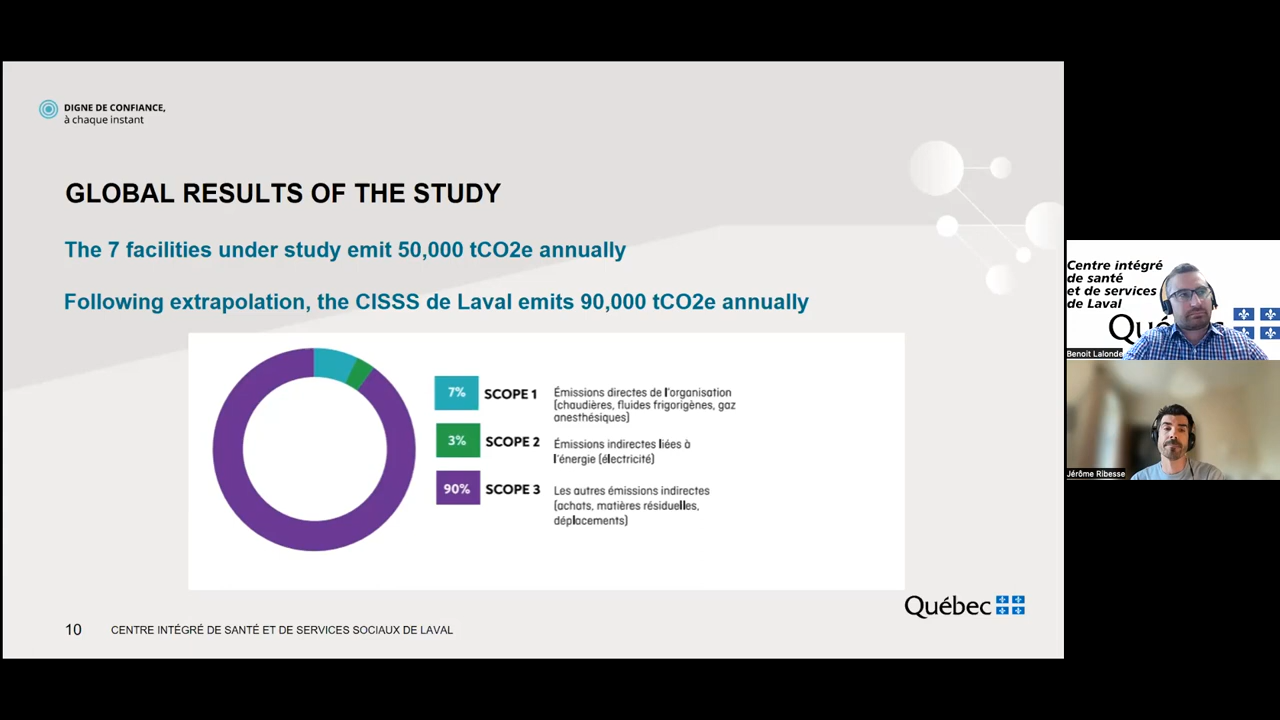 DIGNE DE CONFIANCE,
à chaque instant
GLOBAL RESULTS OF THE STUDY
The 7 facilities under study emit 50,000 tCO2e annually
Following extrapolation, the CISSS de Laval emits 90,000 tCO2e annually
7% SCOPE 1
Émissions directes de l'organisation
(chaudières, fluides frigorigènes, gaz
anesthésiques)
3% SCOPE 2
Émissions indirectes liées à
l'énergie (électricité)
90% SCOPE 3
Les autres émissions indirectes
(achats, matières résiduelles,
déplacements)
Québec
10 CENTRE INTÉGRÉ DE SANTÉ ET DE SERVICES SOCIAUX DE LAVAL
Centre intégré
de santé
et de services
de Laval
Benoit Lalonde
Jérôme Ribesse